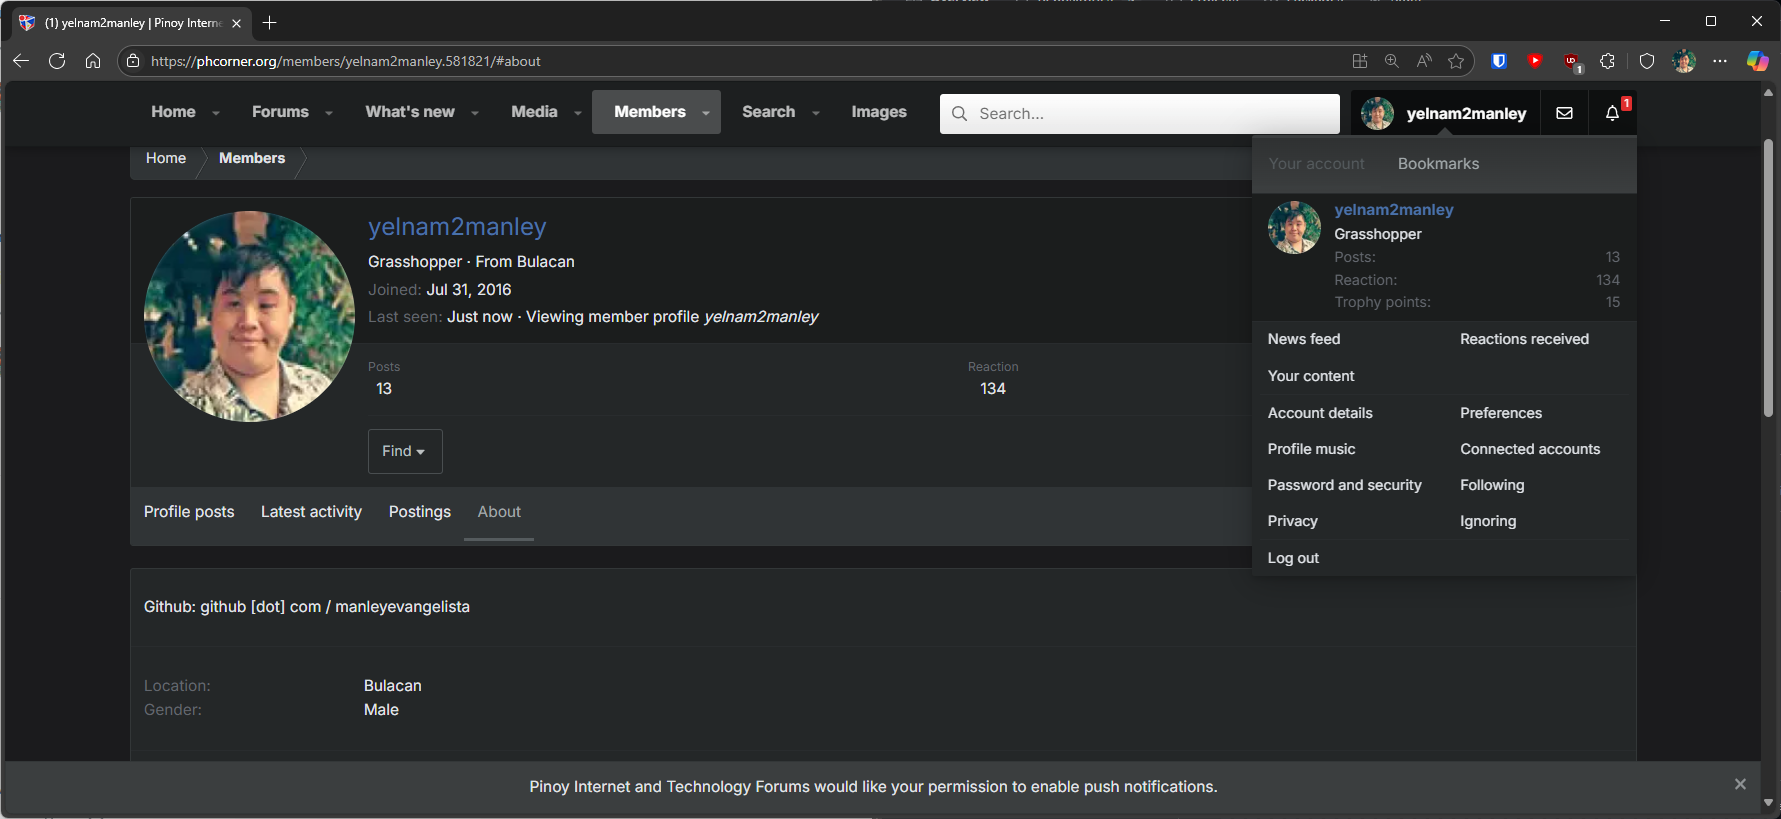 (1) yelnam2manley | Pinoy Interne
https://phcorner.org/members/yelnam2manley.581821/#about
UD
1
Home
Forums
What's new
Media
Members
Search
Images
Search...
yelnam2manley
1
Home
Members
Your account
Bookmarks
yelnam2manley
Grasshopper
Posts: 13
Reaction: 134
Trophy points: 15
News feed
Reactions received
Your content
Account details
Preferences
Profile music
Connected accounts
Password and security
Following
Privacy
Ignoring
Log out
yelnam2manley
Grasshopper · From Bulacan
Joined: Jul 31, 2016
Last seen: Just now · Viewing member profile yelnam2manley
Posts
13
Reaction
134
Find
Profile posts
Latest activity
Postings
About
Github: github [dot] com / manleyevangelista
Location: Bulacan
Gender: Male
Pinoy Internet and Technology Forums would like your permission to enable push notifications.